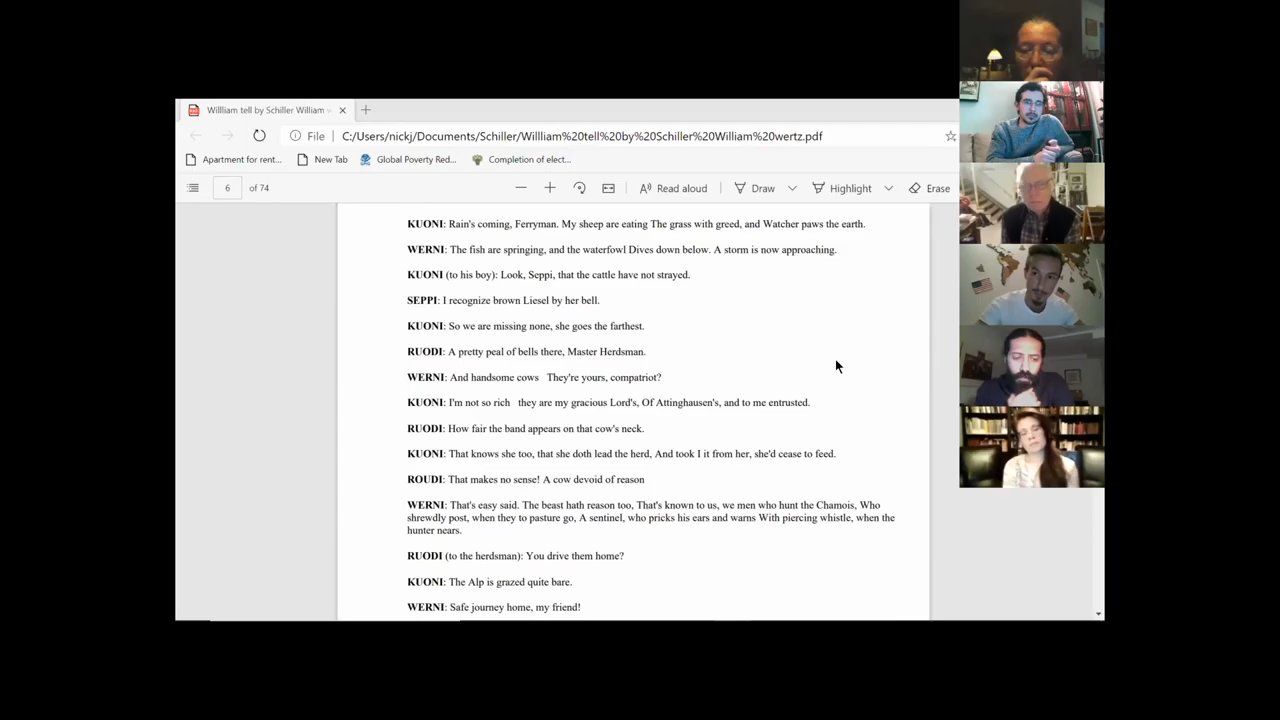 Willliam tell by Schiller William w
File
C:/Users/nickj/Documents/Schiller/Willliam%20tell%20by%20Schiller%20William%20wertz.pdf
Apartment for rent...
New Tab
Global Poverty Red...
Completion of elect...
6
of 74
Read aloud
Draw
Highlight
Erase
KUONI: Rain's coming, Ferryman. My sheep are eating The grass with greed, and Watcher paws the earth.
WERNI: The fish are springing, and the waterfowl Dives down below. A storm is now approaching.
KUONI (to his boy): Look, Seppi, that the cattle have not strayed.
SEPPI: I recognize brown Liesel by her bell.
KUONI: So we are missing none, she goes the farthest.
RUODI: A pretty peal of bells there, Master Herdsman.
WERNI: And handsome cows They're yours, compatriot?
KUONI: I'm not so rich they are my gracious Lord's, Of Attinghausen's, and to me entrusted.
RUODI: How fair the band appears on that cow's neck.
KUONI: That knows she too, that she doth lead the herd, And took I it from her, she'd cease to feed.
ROUDI: That makes no sense! A cow devoid of reason
WERNI: That's easy said. The beast hath reason too, That's known to us, we men who hunt the Chamois, Who
shrewdly post, when they to pasture go, A sentinel, who pricks his ears and warns With piercing whistle, when the
hunter nears.
RUODI (to the herdsman): You drive them home?
KUONI: The Alp is grazed quite bare.
WERNI: Safe journey home, my friend!